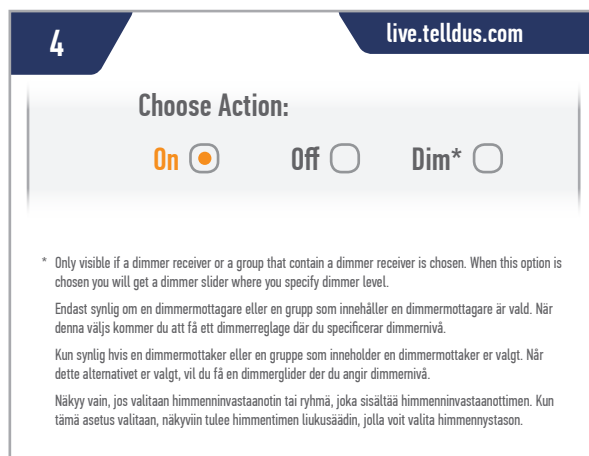 4
live.telldus.com
Choose Action:
On
Off
Dim*
* Only visible if a dimmer receiver or a group that contain a dimmer receiver is chosen. When this option is
chosen you will get a dimmer slider where you specify dimmer level.
Endast synlig om en dimmermottagare eller en grupp som innehåller en dimmermottagare är vald. När
denna väljs kommer du att få ett dimmerreglage där du specificerar dimmernivå.
Kun synlig hvis en dimmermottaker eller en gruppe som inneholder en dimmermottaker er valgt. Når
dette alternativet er valgt, vil du få en dimmerglider der du angir dimmernivå.
Näkyy vain, jos valitaan himmenninvastaanotin tai ryhmä, joka sisältää himmenninvastaanottimen. Kun
tämä asetus valitaan, näkyviin tulee himmentimen liukusäädin, jolla voit valita himmennystason.